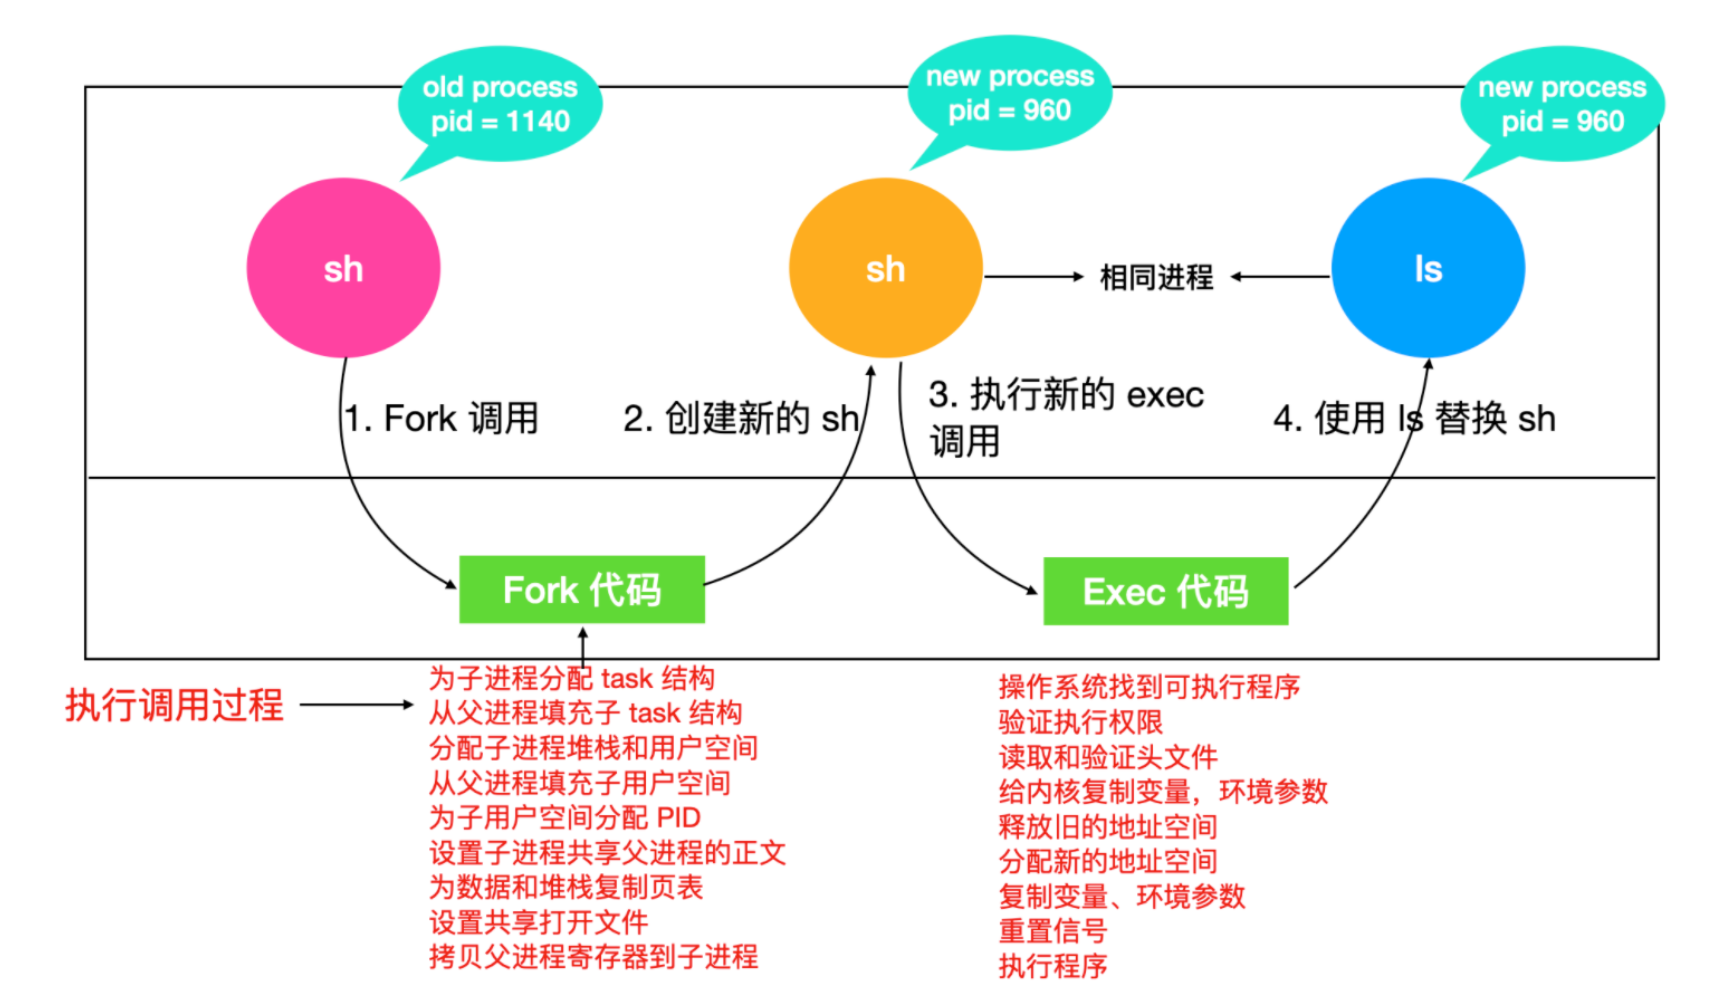 old process
pid = 1140
new process
pid = 960
new process
pid = 960
sh
sh
相同进程
ls
1. Fork 调用
2. 创建新的 sh
3. 执行新的 exec
调用
4. 使用 ls 替换 sh
Fork 代码
Exec 代码
执行调用过程
为子进程分配 task 结构
从父进程填充子 task 结构
分配子进程堆栈和用户空间
从父进程填充子用户空间
为子用户空间分配 PID
设置子进程共享父进程的正文
为数据和堆栈复制页表
设置共享打开文件
拷贝父进程寄存器到子进程
操作系统找到可执行程序
验证执行权限
读取和验证头文件
给内核复制变量，环境参数
释放旧的地址空间
分配新的地址空间
复制变量、环境参数
重置信号
执行程序